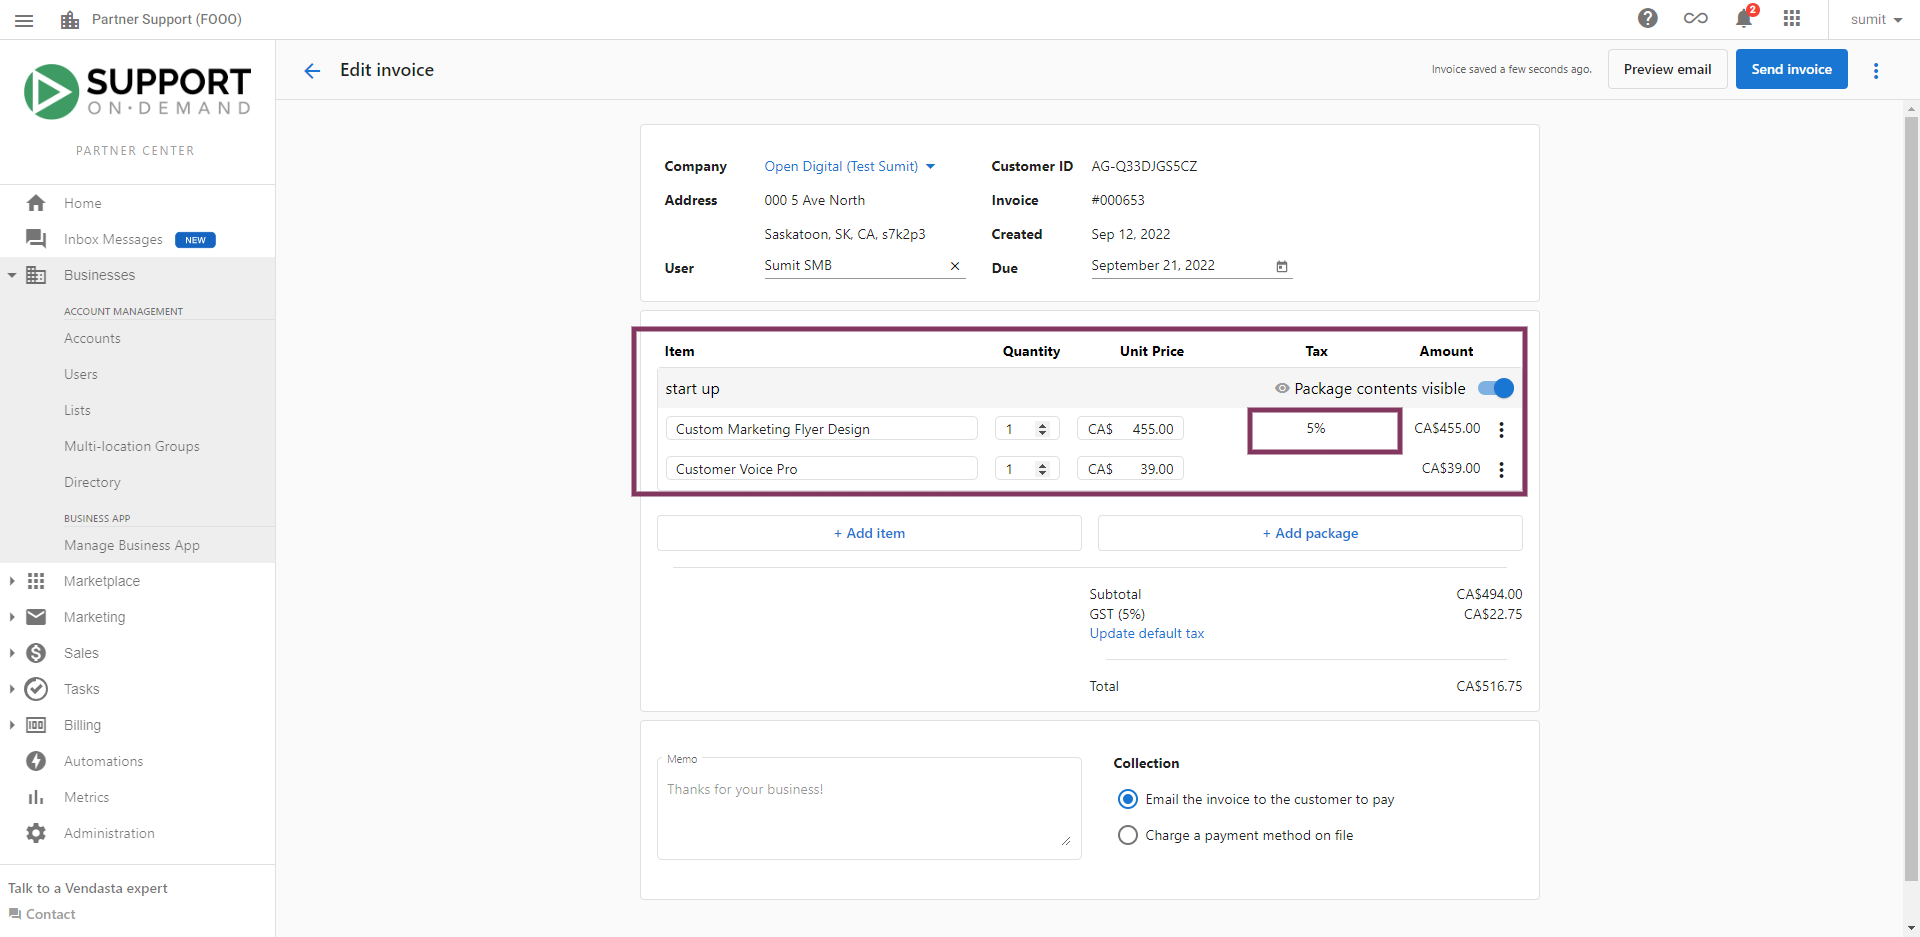 Partner Support (FOOO)
2
sumit
SUPPORT
ON·DEMAND
PARTNER CENTER
Home
Inbox Messages NEW
Businesses
ACCOUNT MANAGEMENT
Accounts
Users
Lists
Multi-location Groups
Directory
BUSINESS APP
Manage Business App
Marketplace
Marketing
Sales
Tasks
Billing
Automations
Metrics
Administration
Talk to a Vendasta expert
Contact
Edit invoice
Invoice saved a few seconds ago.
Preview email
Send invoice
Company Open Digital (Test Sumit) Customer ID AG-Q33DJGS5CZ
Address 000 5 Ave North Invoice #000653
Saskatoon, SK, CA, s7k2p3 Created Sep 12, 2022
User Sumit SMB Due September 21, 2022
Item Quantity Unit Price Tax Amount
start up Package contents visible
Custom Marketing Flyer Design 1 CA$ 455.00 5% CA$455.00
Customer Voice Pro 1 CA$ 39.00 CA$39.00
+ Add item + Add package
Subtotal CA$494.00
GST (5%) CA$22.75
Update default tax
Total CA$516.75
Memo
Thanks for your business!
Collection
Email the invoice to the customer to pay
Charge a payment method on file